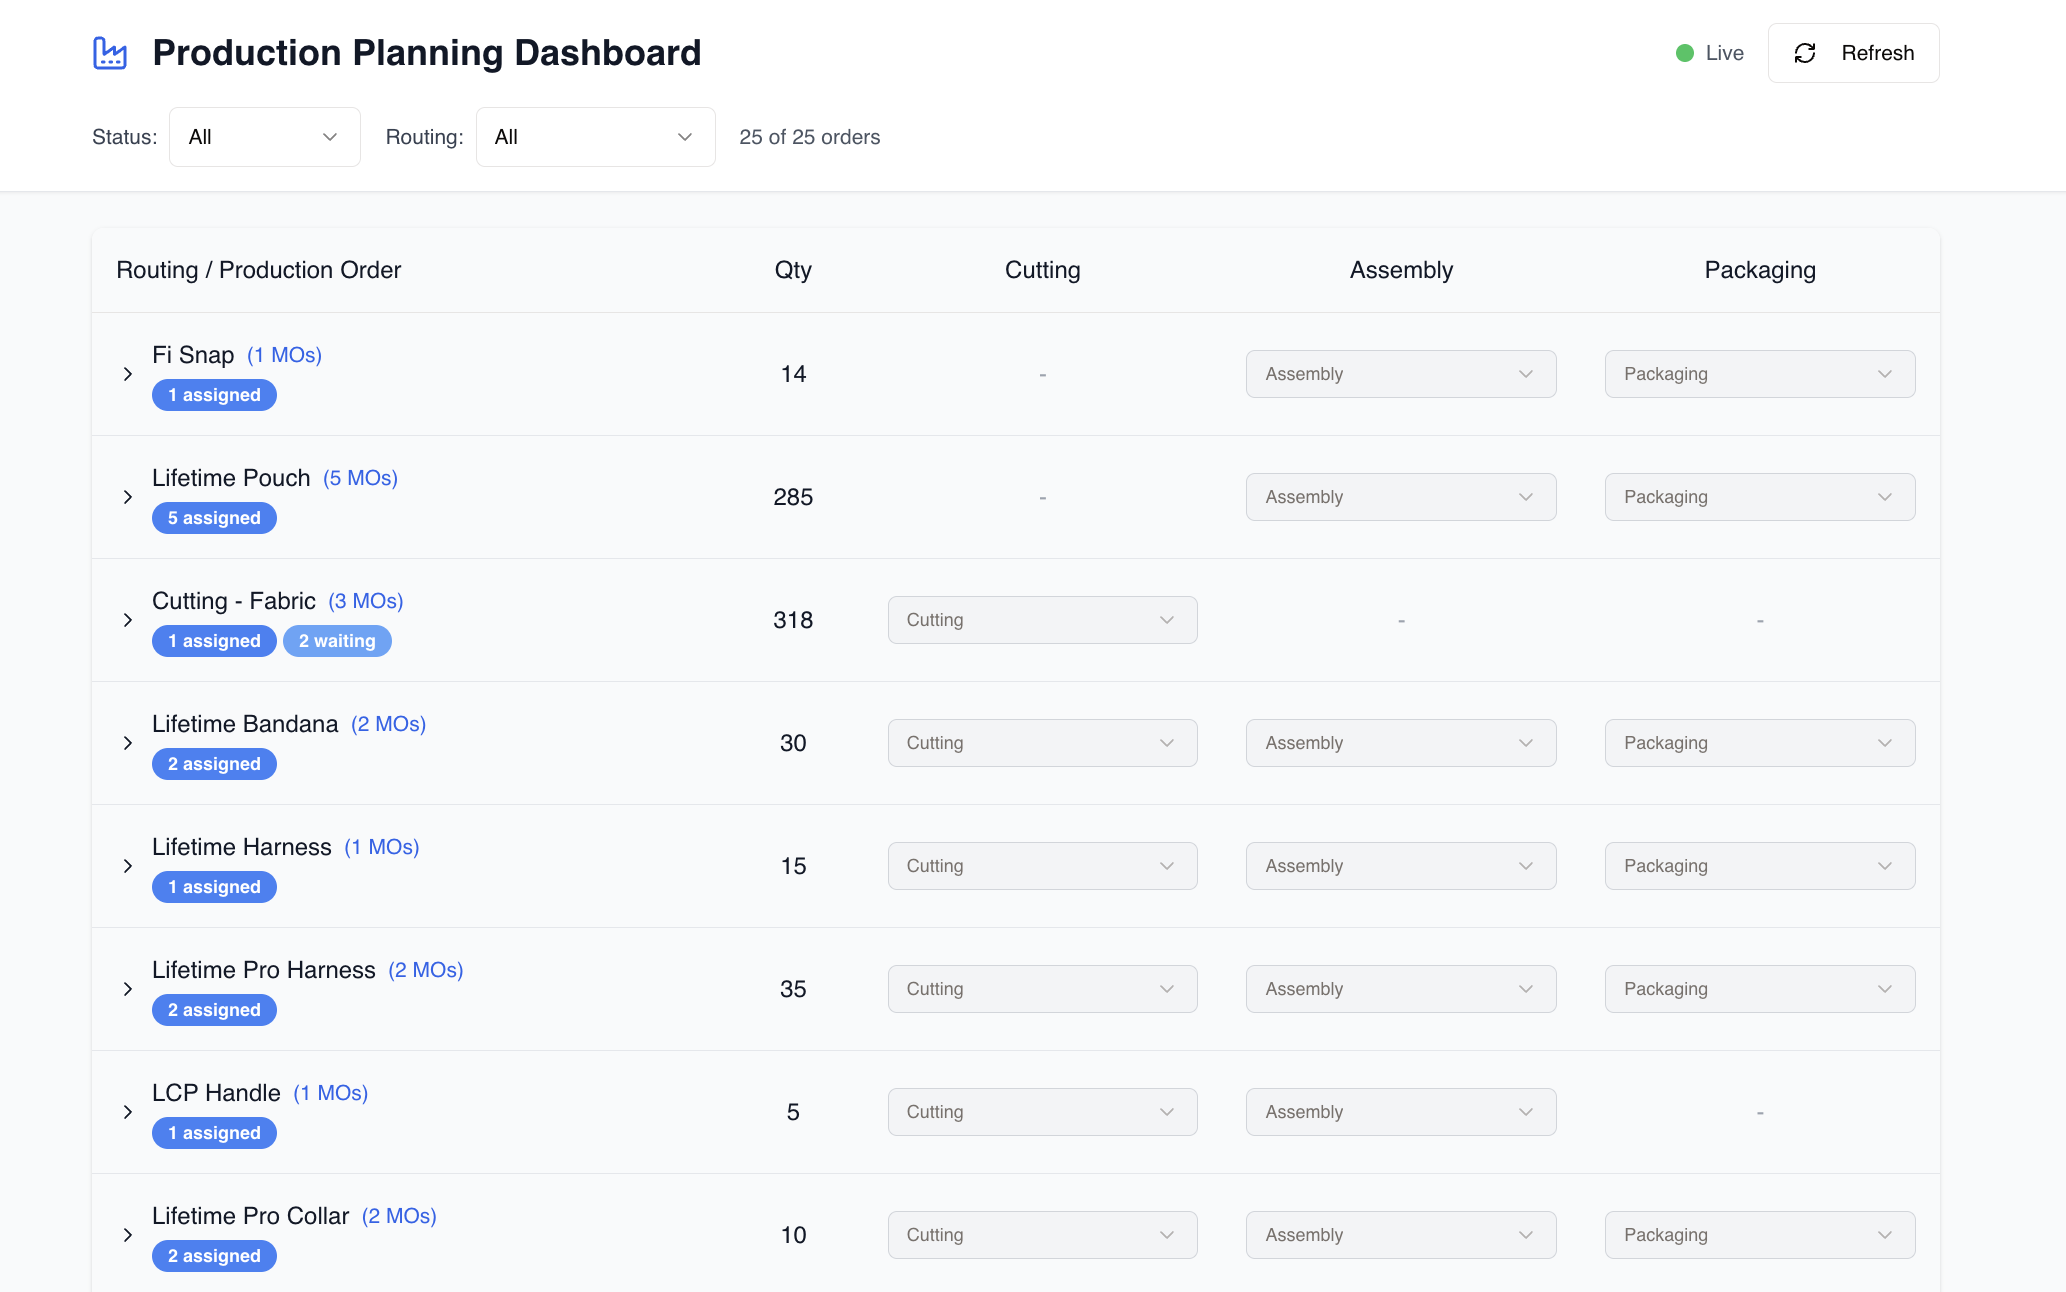 Production Planning Dashboard
Live
Refresh
Status: All
Routing: All
25 of 25 orders
Routing / Production Order Qty Cutting Assembly Packaging
Fi Snap (1 MOs)
1 assigned
14 - Assembly Packaging
Lifetime Pouch (5 MOs)
5 assigned
285 - Assembly Packaging
Cutting - Fabric (3 MOs)
1 assigned 2 waiting
318 Cutting - -
Lifetime Bandana (2 MOs)
2 assigned
30 Cutting Assembly Packaging
Lifetime Harness (1 MOs)
1 assigned
15 Cutting Assembly Packaging
Lifetime Pro Harness (2 MOs)
2 assigned
35 Cutting Assembly Packaging
LCP Handle (1 MOs)
1 assigned
5 Cutting Assembly -
Lifetime Pro Collar (2 MOs)
2 assigned
10 Cutting Assembly Packaging